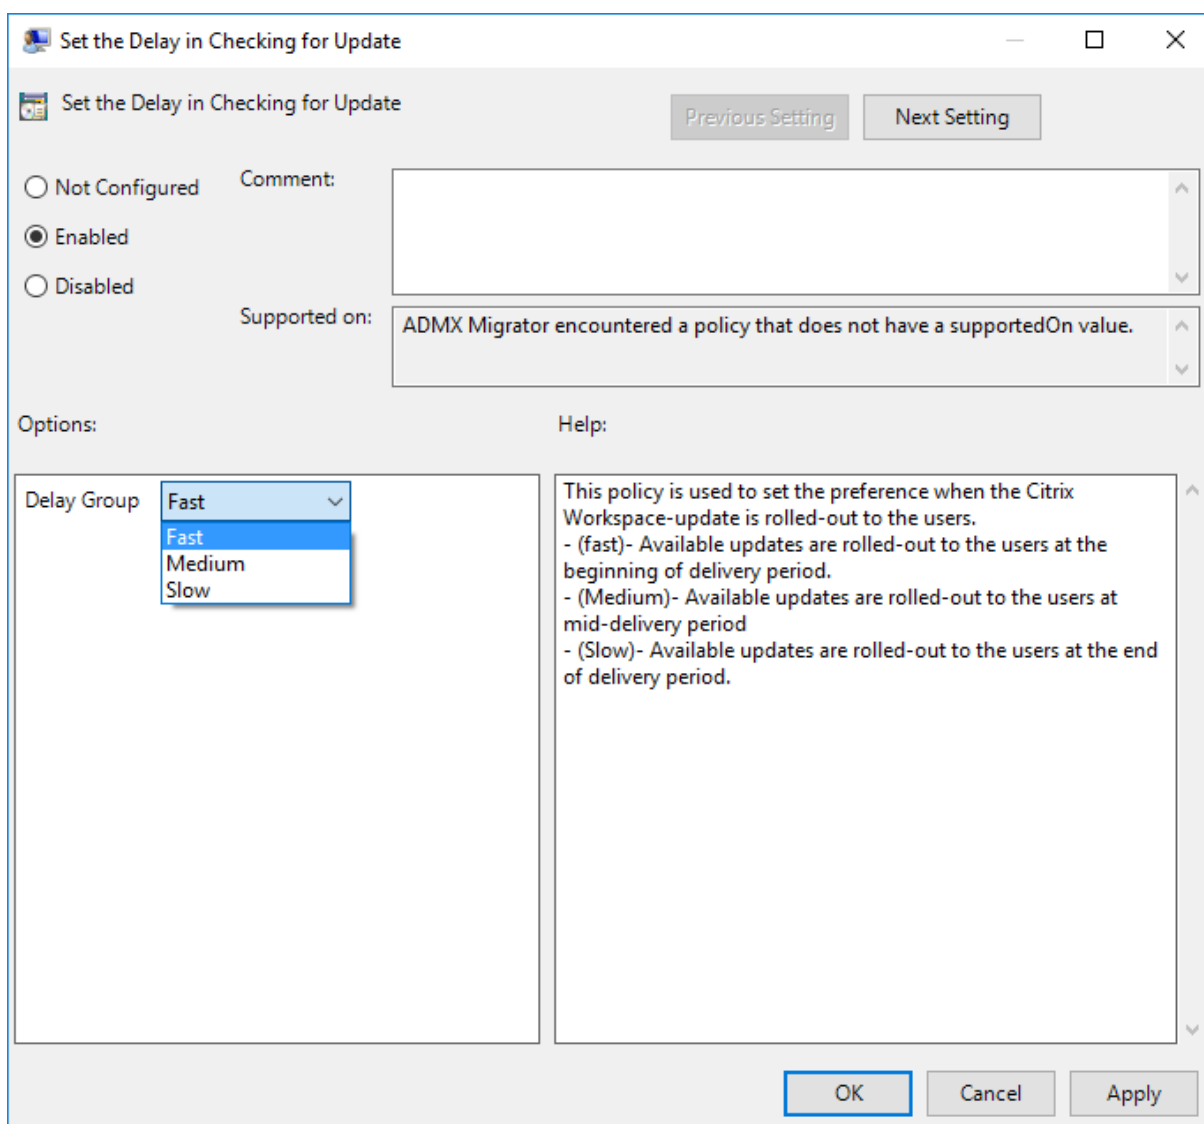 Set the Delay in Checking for Update
Set the Delay in Checking for Update
Previous Setting
Next Setting
Not Configured
Enabled
Disabled
Comment:
Supported on:
ADMX Migrator encountered a policy that does not have a supportedOn value.
Options:
Help:
Delay Group
Fast
Fast
Medium
Slow
This policy is used to set the preference when the Citrix
Workspace-update is rolled-out to the users.
- (fast)- Available updates are rolled-out to the users at the
beginning of delivery period.
- (Medium)- Available updates are rolled-out to the users at
mid-delivery period
- (Slow)- Available updates are rolled-out to the users at the end
of delivery period.
OK
Cancel
Apply